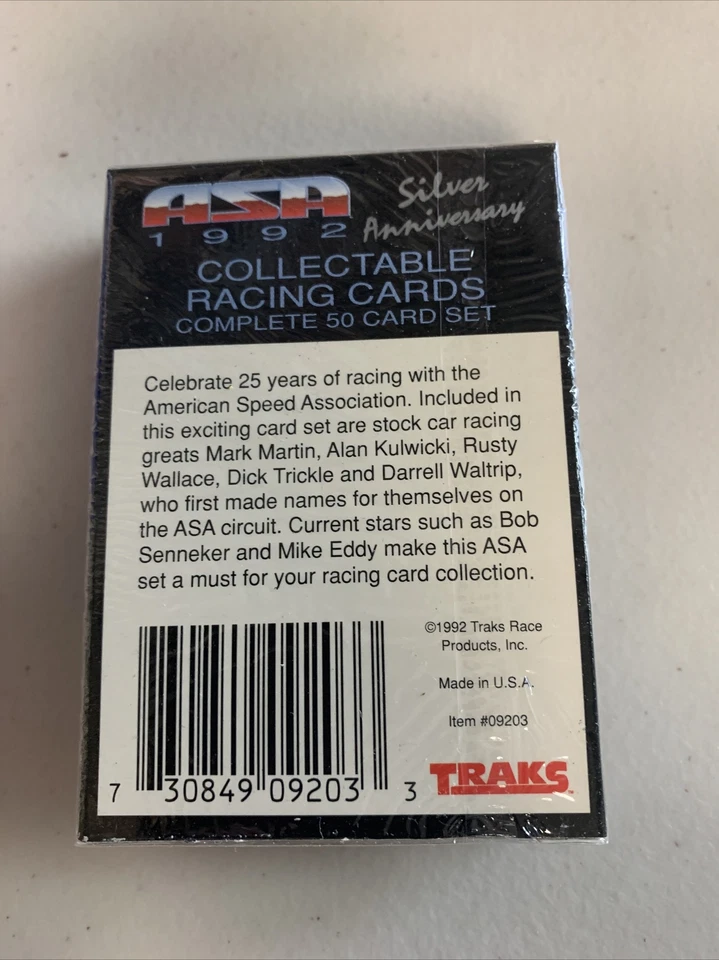 ASA
Silver
Anniversary
1992
COLLECTABLE
RACING CARDS
COMPLETE 50 CARD SET
Celebrate 25 years of racing with the
American Speed Association. Included in
this exciting card set are stock car racing
greats Mark Martin, Alan Kulwicki, Rusty
Wallace, Dick Trickle and Darrell Waltrip,
who first made names for themselves on
the ASA circuit. Current stars such as Bob
Senneker and Mike Eddy make this ASA
set a must for your racing card collection.
©1992 Traks Race
Products, Inc.
Made in U.S.A.
Item #09203
7 30849 09203 3
TRAKS™